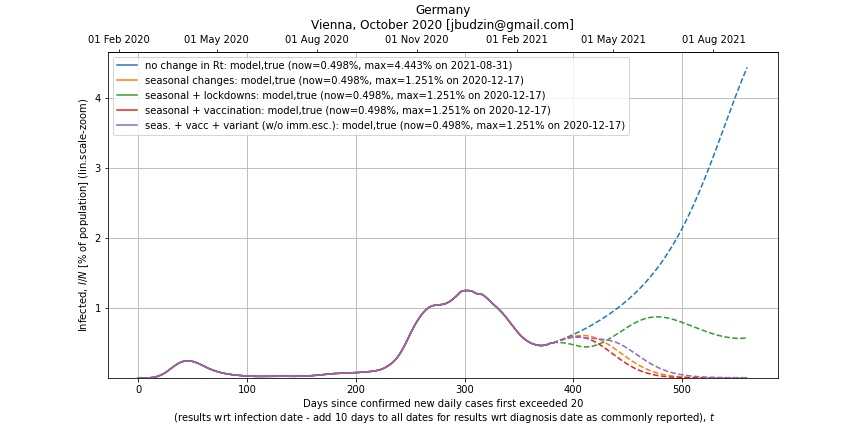 Germany
Vienna, October 2020 [jbudzin@gmail.com]
01 Feb 2020 01 May 2020 01 Aug 2020 01 Nov 2020 01 Feb 2021 01 May 2021 01 Aug 2021
no change in Rt: model,true (now=0.498%, max=4.443% on 2021-08-31)
seasonal changes: model,true (now=0.498%, max=1.251% on 2020-12-17)
seasonal + lockdowns: model,true (now=0.498%, max=1.251% on 2020-12-17)
seasonal + vaccination: model,true (now=0.498%, max=1.251% on 2020-12-17)
seas. + vacc + variant (w/o imm.esc.): model,true (now=0.498%, max=1.251% on 2020-12-17)
Infected, I/N [% of population] (lin.scale-zoom)
4
3
2
1
0 100 200 300 400 500
Days since confirmed new daily cases first exceeded 20
(results wrt infection date - add 10 days to all dates for results wrt diagnosis date as commonly reported), t